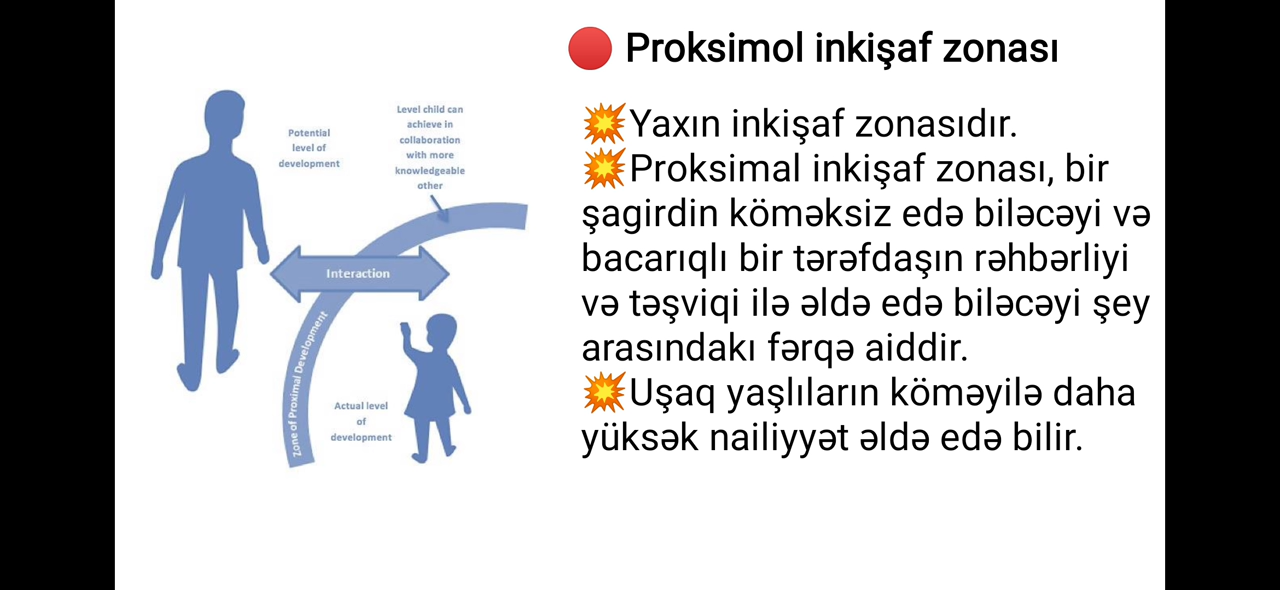 🔴 Proksimol inkişaf zonası
Potential
level of
development
Level child can
achieve in
collaboration
with more
knowledgeable
other
Interaction
Zone of Proximal Development
Actual level
of
development
💥Yaxın inkişaf zonasıdır.
💥Proksimal inkişaf zonası, bir
şagirdin köməksiz edə biləcəyi və
bacarıqlı bir tərəfdaşın rəhbərliyi
və təşviqi ilə əldə edə biləcəyi şey
arasındakı fərqə aiddir.
💥Uşaq yaşlıların köməyilə daha
yüksək nailiyyət əldə edə bilir.